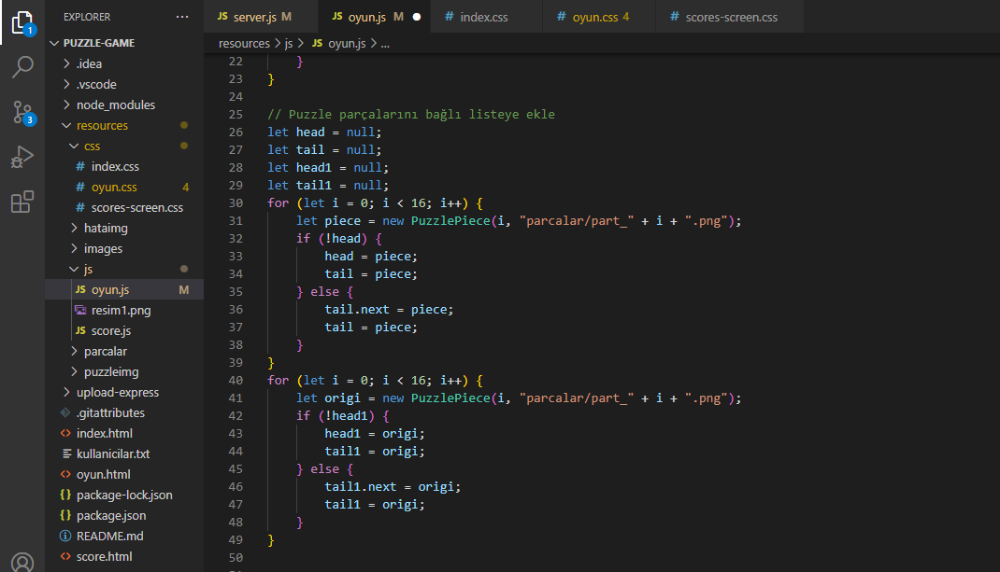 EXPLORER ...
PUZZLE-GAME
.idea
.vscode
node_modules
resources
css
# index.css
# oyun.css 4
# scores-screen.css
hataimg
images
js
JS oyun.js M
resim1.png
JS score.js
parcalar
puzzleimg
upload-express
.gitattributes
<> index.html
kullanicilar.txt
<> oyun.html
{} package-lock.json
{} package.json
README.md
<> score.html
1
3
JS server.js M
JS oyun.js M
# index.css
# oyun.css 4
# scores-screen.css
resources > js > JS oyun.js > ...
22 }
23 }
24
25 // Puzzle parçalarını bağlı listeye ekle
26 let head = null;
27 let tail = null;
28 let head1 = null;
29 let tail1 = null;
30 for (let i = 0; i < 16; i++) {
31 let piece = new PuzzlePiece(i, "parcalar/part_" + i + ".png");
32 if (!head) {
33 head = piece;
34 tail = piece;
35 } else {
36 tail.next = piece;
37 tail = piece;
38 }
39 }
40 for (let i = 0; i < 16; i++) {
41 let origi = new PuzzlePiece(i, "parcalar/part_" + i + ".png");
42 if (!head1) {
43 head1 = origi;
44 tail1 = origi;
45 } else {
46 tail1.next = origi;
47 tail1 = origi;
48 }
49 }
50